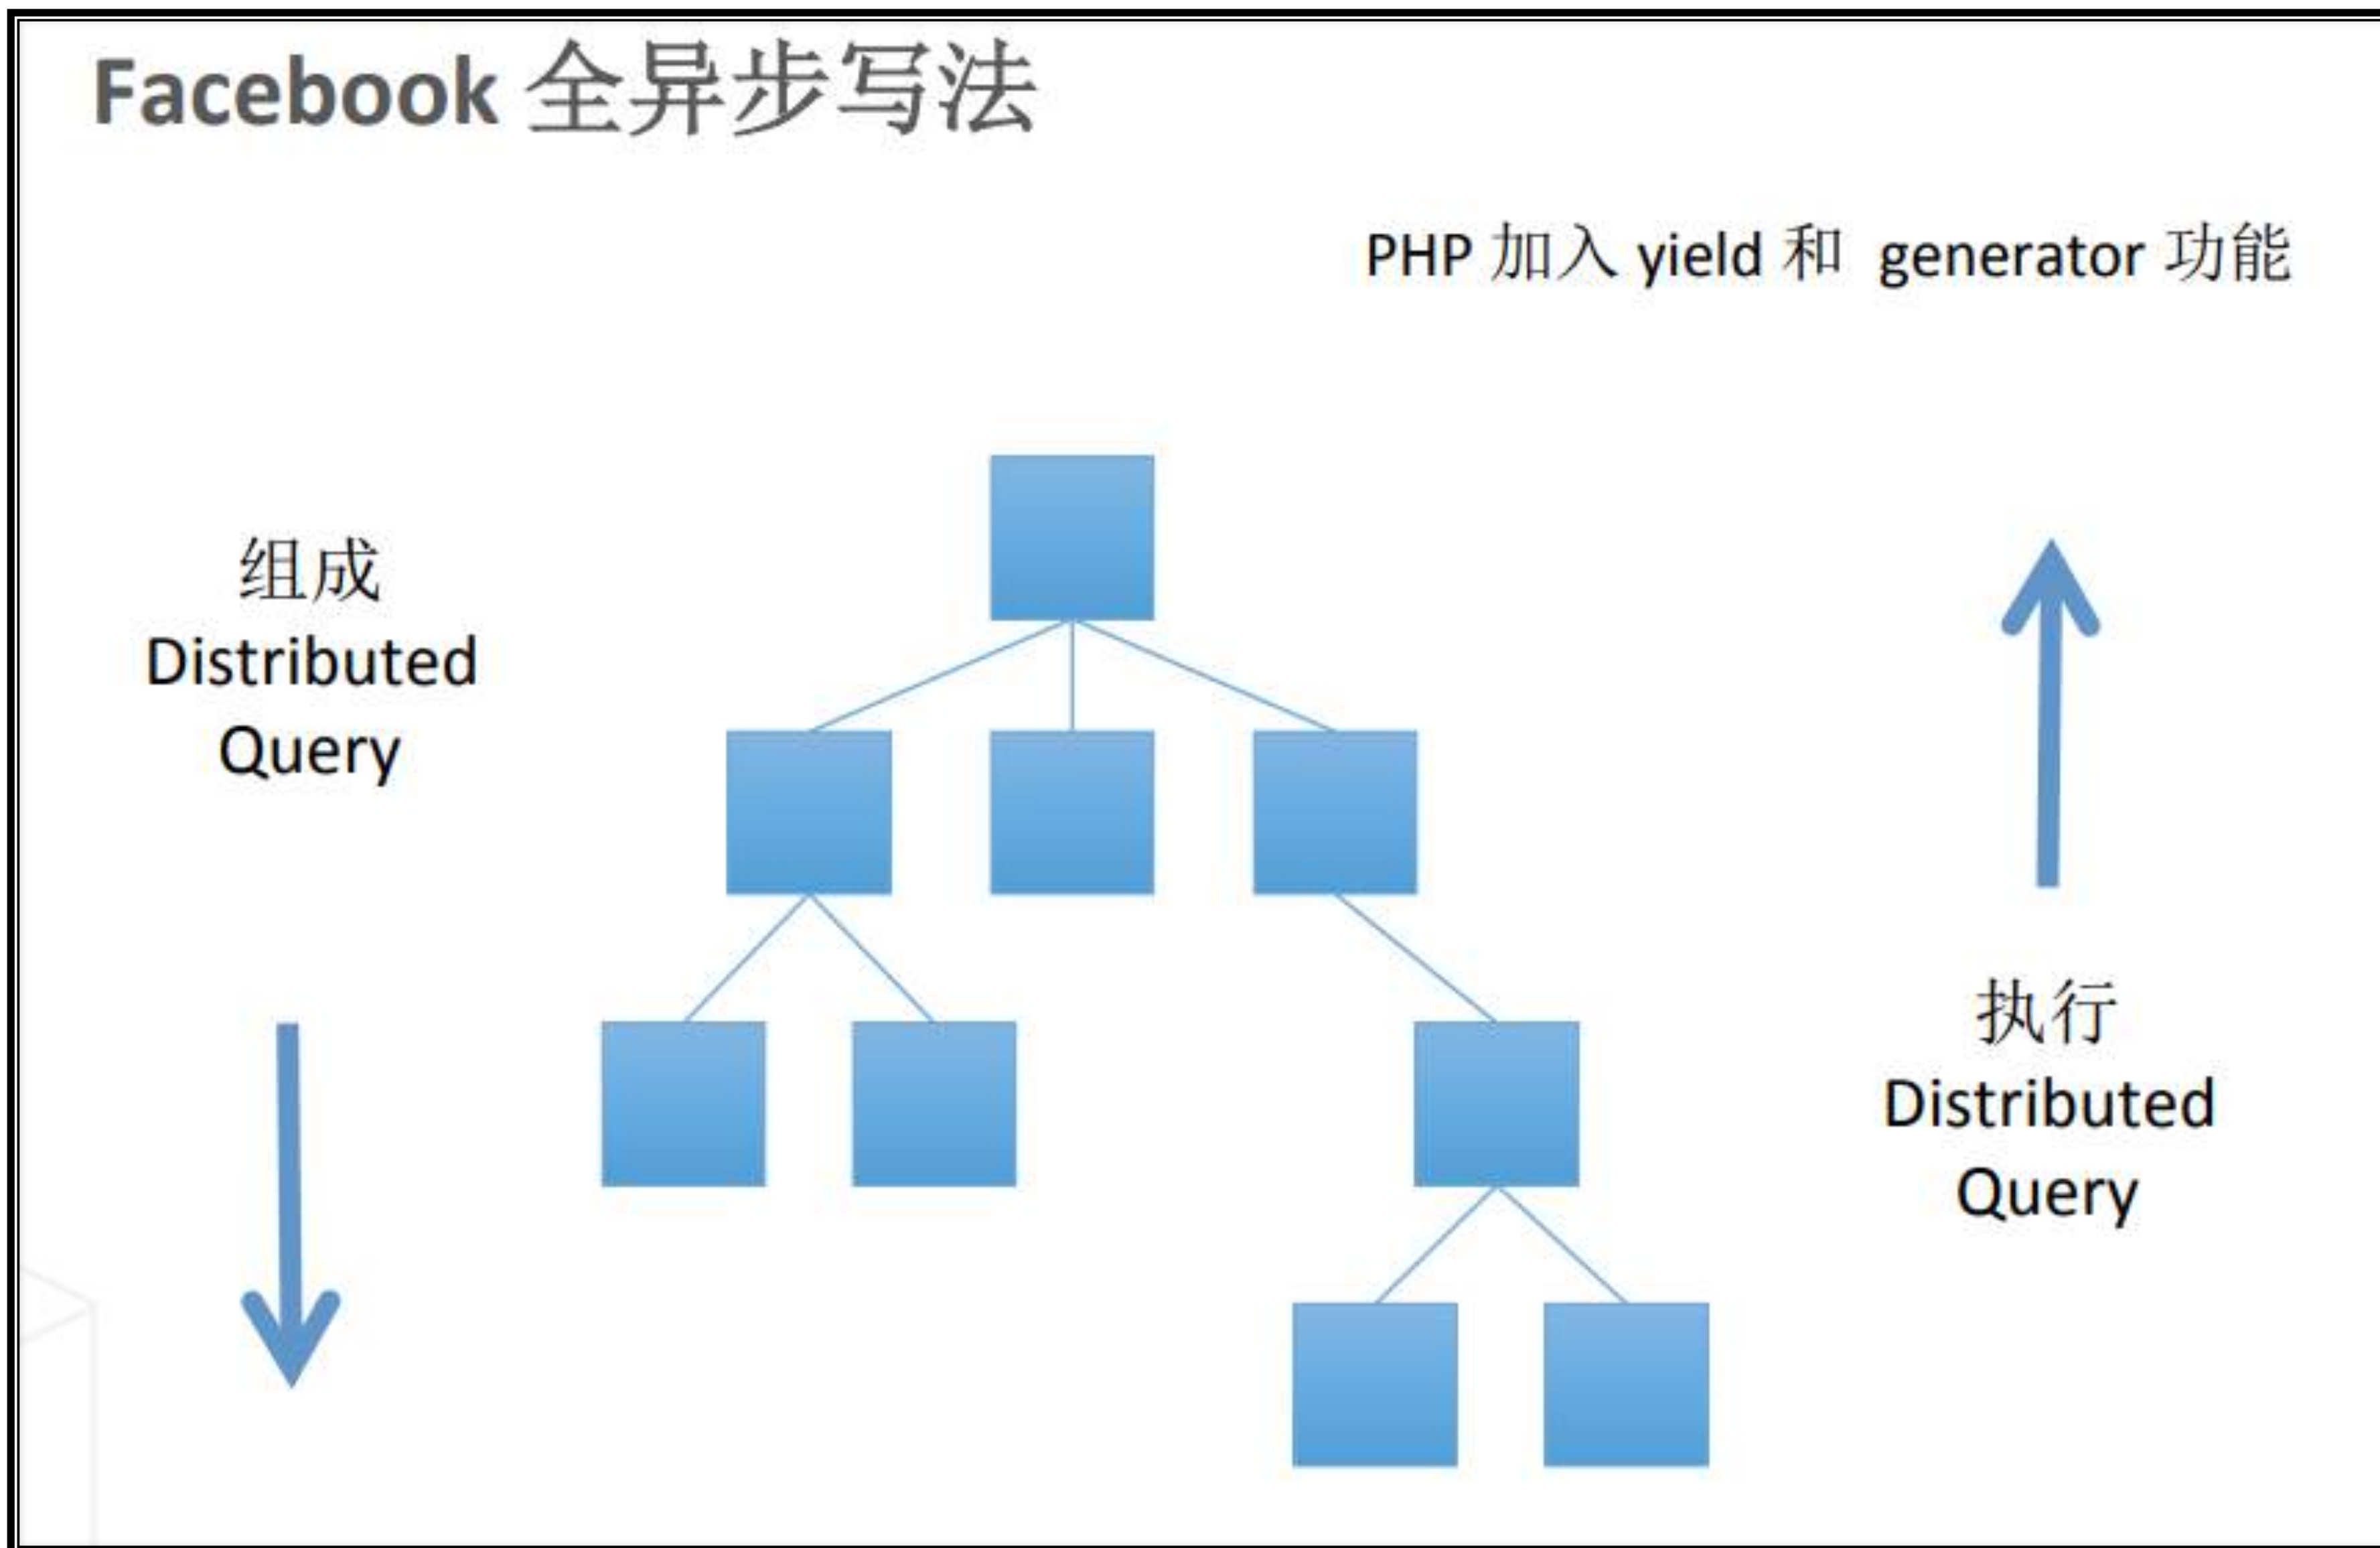 Facebook 全异步写法
PHP 加入 yield 和 generator 功能
组成
Distributed
Query
执行
Distributed
Query